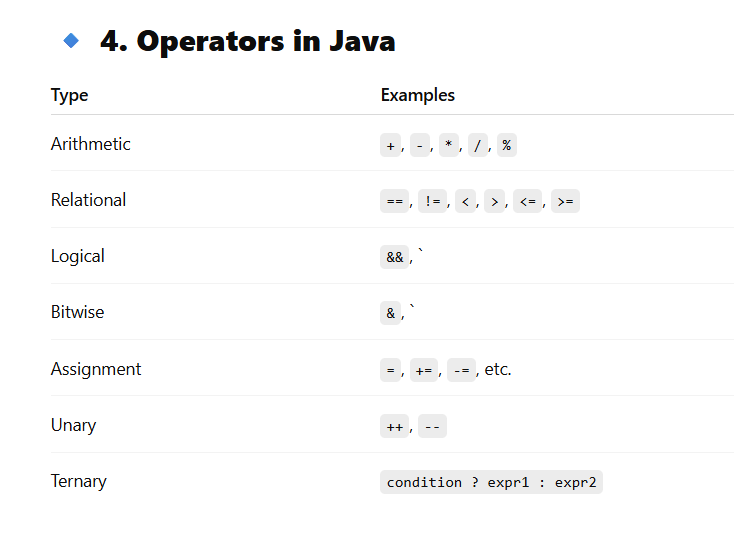 4. Operators in Java
Type Examples
Arithmetic +, -, *, /, %
Relational ==, !=, <, >, <=, >=
Logical &&, `
Bitwise &, `
Assignment =, +=, -=, etc.
Unary ++, --
Ternary condition ? expr1 : expr2